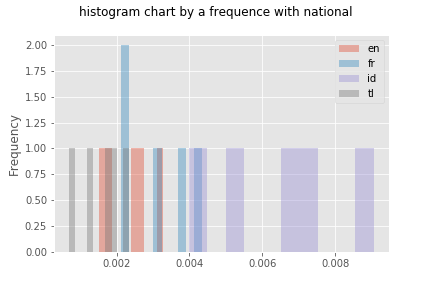 histogram chart by a frequence with national
en
fr
id
tl
Frequency
2.00
1.75
1.50
1.25
1.00
0.75
0.50
0.25
0.00
0.002 0.004 0.006 0.008